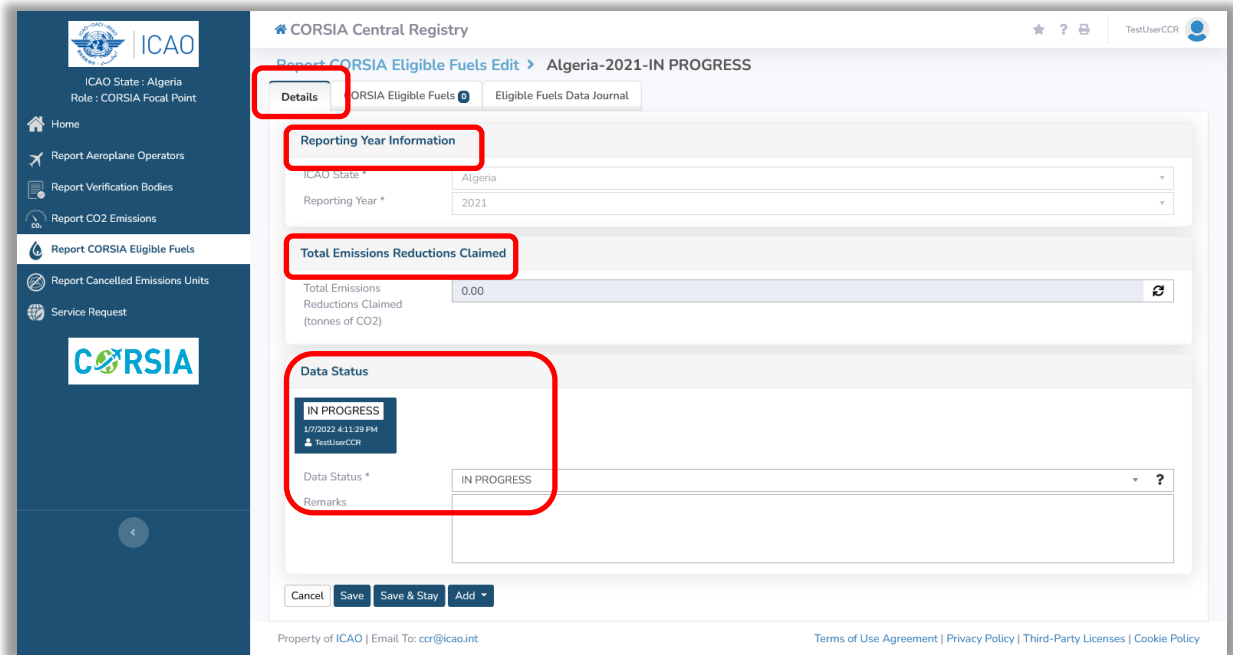 ICAO
ICAO State : Algeria
Role : CORSIA Focal Point
Home
Report Aeroplane Operators
Report Verification Bodies
CO₂
Report CO2 Emissions
Report CORSIA Eligible Fuels
Report Cancelled Emissions Units
Service Request
CORSIA
CORSIA Central Registry
? TestUserCCR
Report CORSIA Eligible Fuels Edit > Algeria-2021-IN PROGRESS
Details CORSIA Eligible Fuels 0 Eligible Fuels Data Journal
Reporting Year Information
ICAO State * Algeria
Reporting Year * 2021
Total Emissions Reductions Claimed
Total Emissions
Reductions Claimed
(tonnes of CO2)
0.00
Data Status
IN PROGRESS
1/7/2022 4:11:29 PM
TestUserCCR
Data Status * IN PROGRESS ?
Remarks
Cancel Save Save & Stay Add
Property of ICAO | Email To: ccr@icao.int Terms of Use Agreement | Privacy Policy | Third-Party Licenses | Cookie Policy